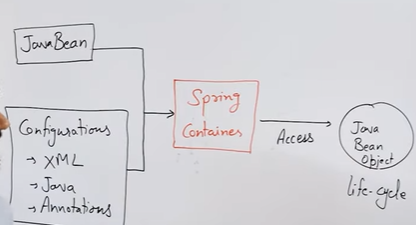 JavaBean
Configurations
→ XML
→ Java
→ Annotations
Spring
Container
Access
Java
Bean
Object
life-cycle